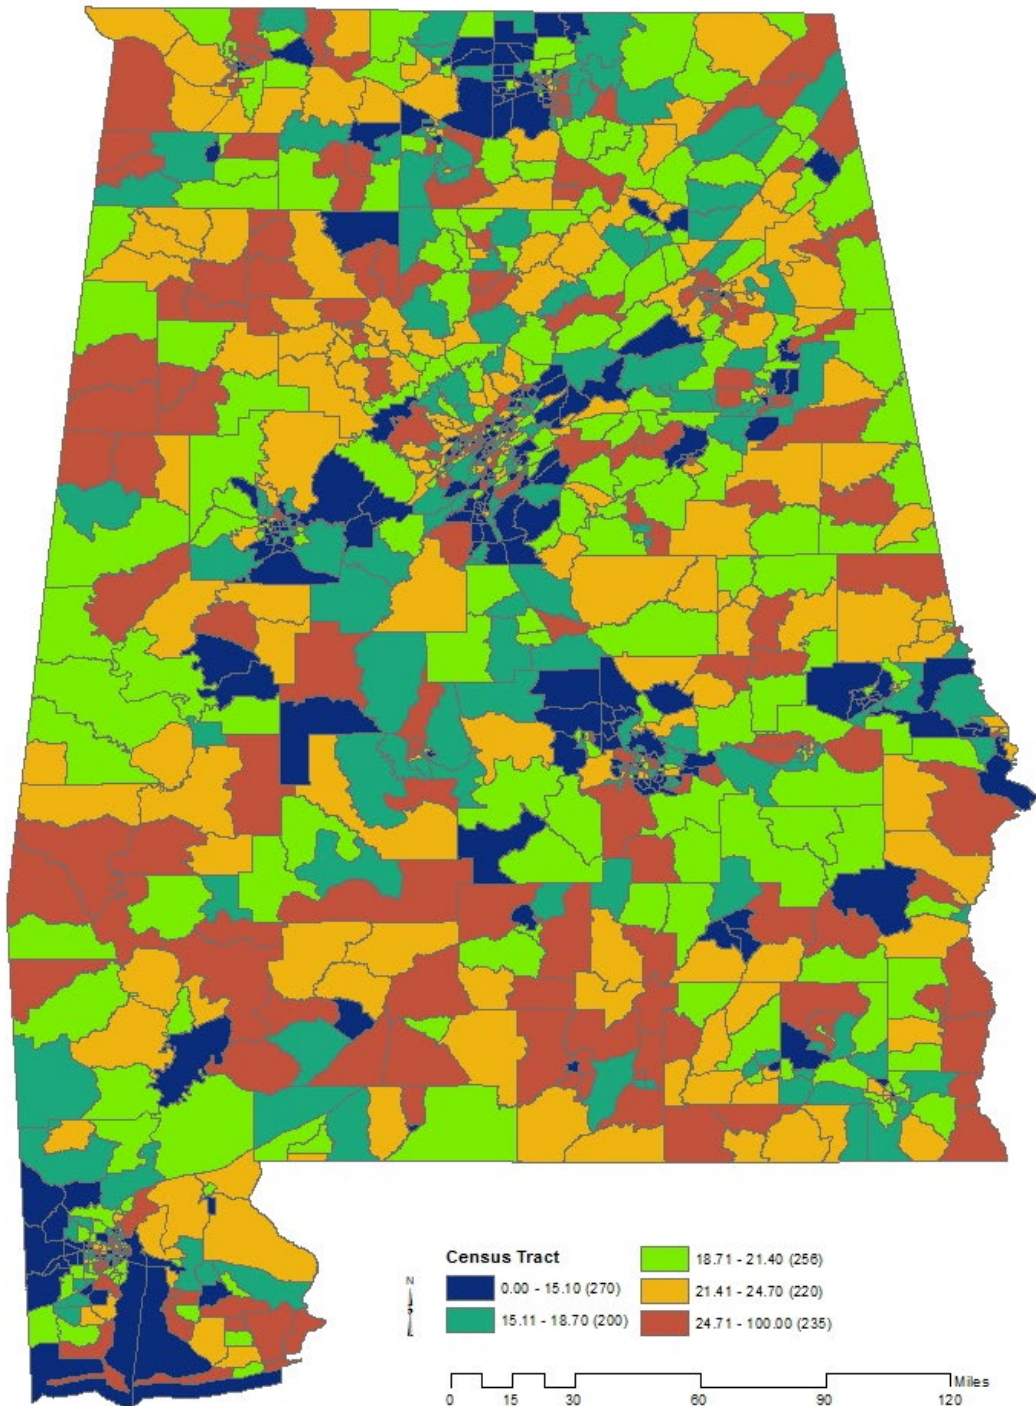 Census Tract
0.00 - 15.10 (270)
15.11 - 18.70 (200)
18.71 - 21.40 (256)
21.41 - 24.70 (220)
24.71 - 100.00 (235)
N
Miles
0 15 30 60 90 120